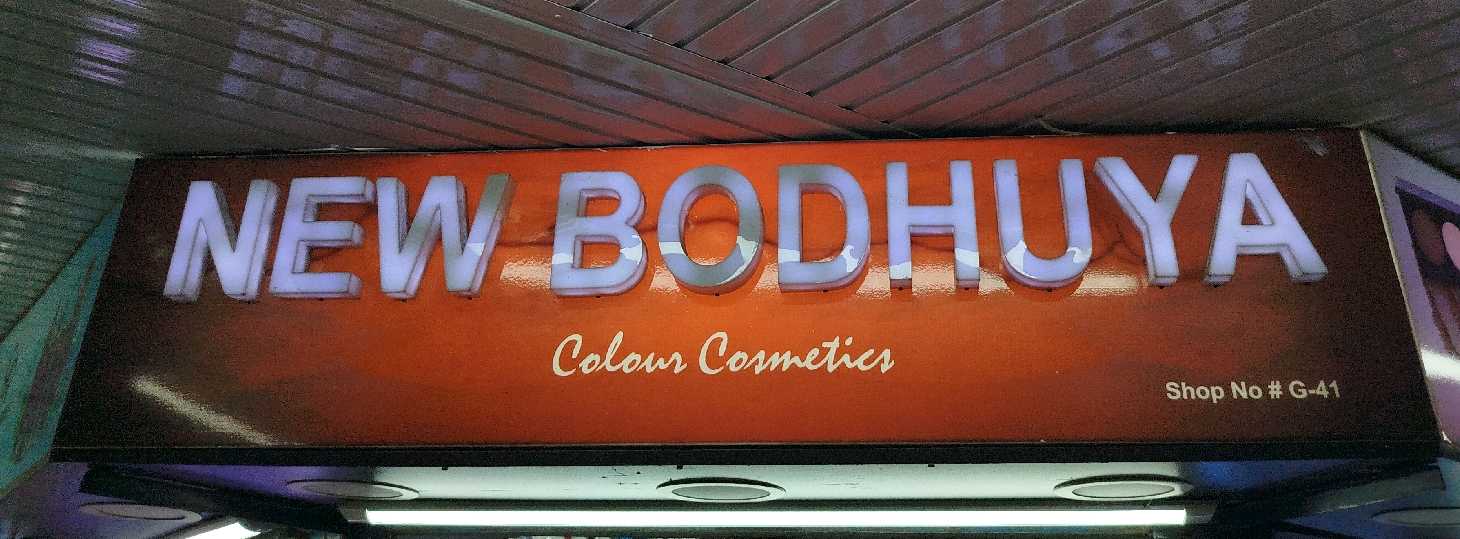 NEW BODHUYA
Colour Cosmetics
Shop No # G-41